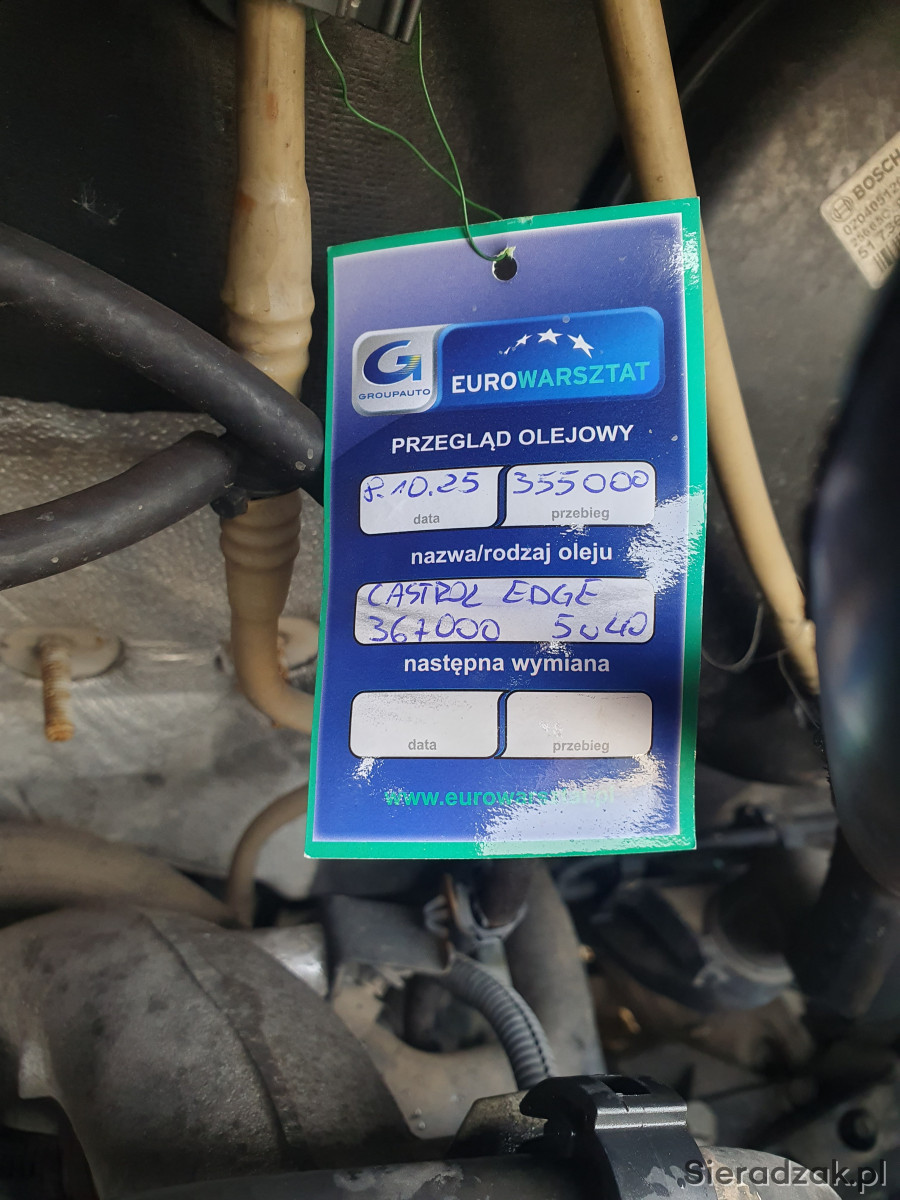 BOSCH
G
GROUPAUTO
EUROWARSZTAT
PRZEGLĄD OLEJOWY
8.10.25 355000
data przebieg
nazwa/rodzaj oleju
CASTROL EDGE
367000 5W40
następna wymiana
data przebieg
www.eurowarsztat.pl
Sieradzak.pl